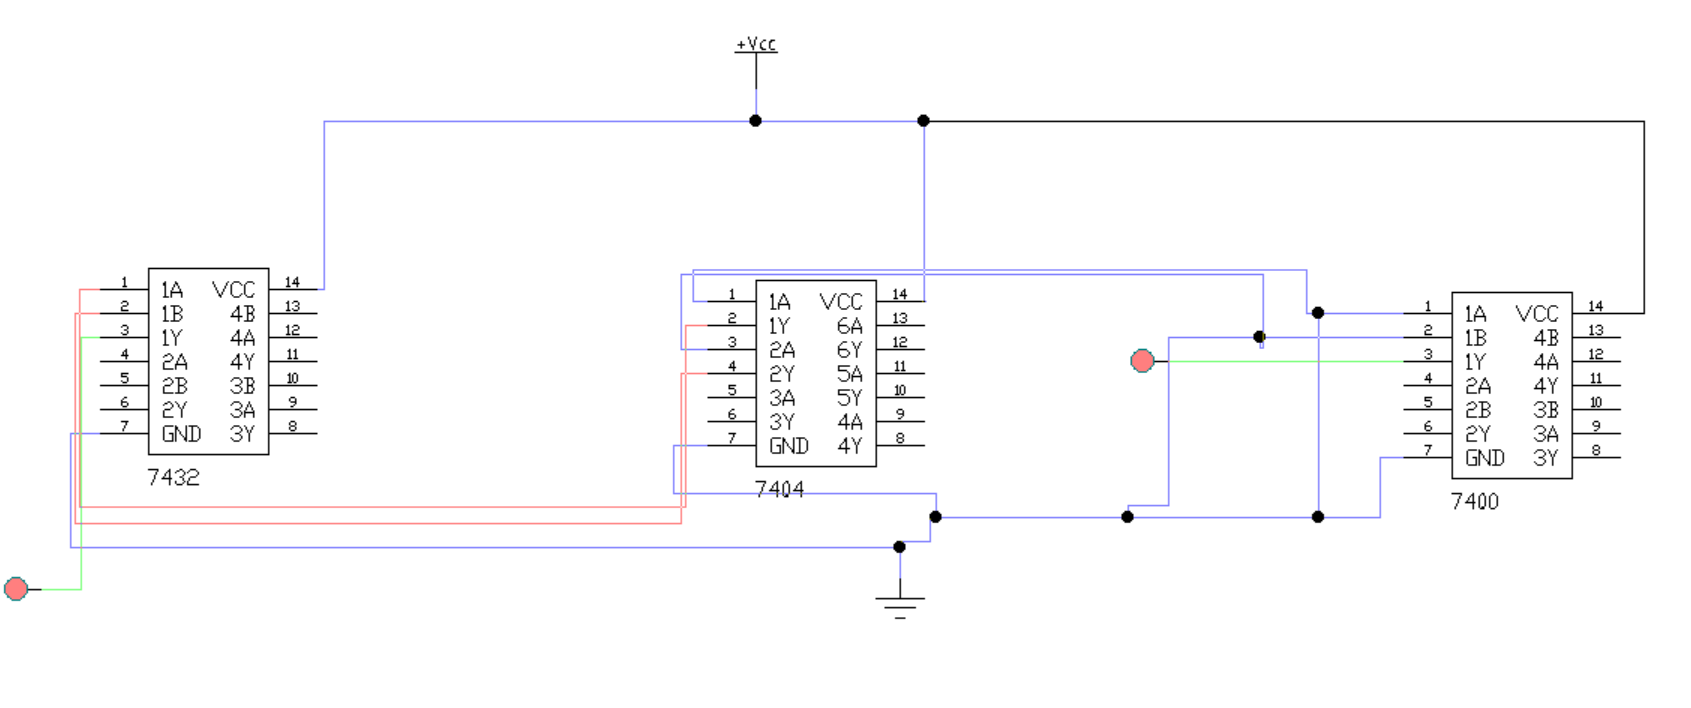 +Vcc
1 1A VCC 14
2 1B 4B 13
3 1Y 4A 12
4 2A 4Y 11
5 2B 3B 10
6 2Y 3A 9
7 GND 3Y 8
7432
1 1A VCC 14
2 1Y 6A 13
3 2A 6Y 12
4 2Y 5A 11
5 3A 5Y 10
6 3Y 4A 9
7 GND 4Y 8
7404
1 1A VCC 14
2 1B 4B 13
3 1Y 4A 12
4 2A 4Y 11
5 2B 3B 10
6 2Y 3A 9
7 GND 3Y 8
7400